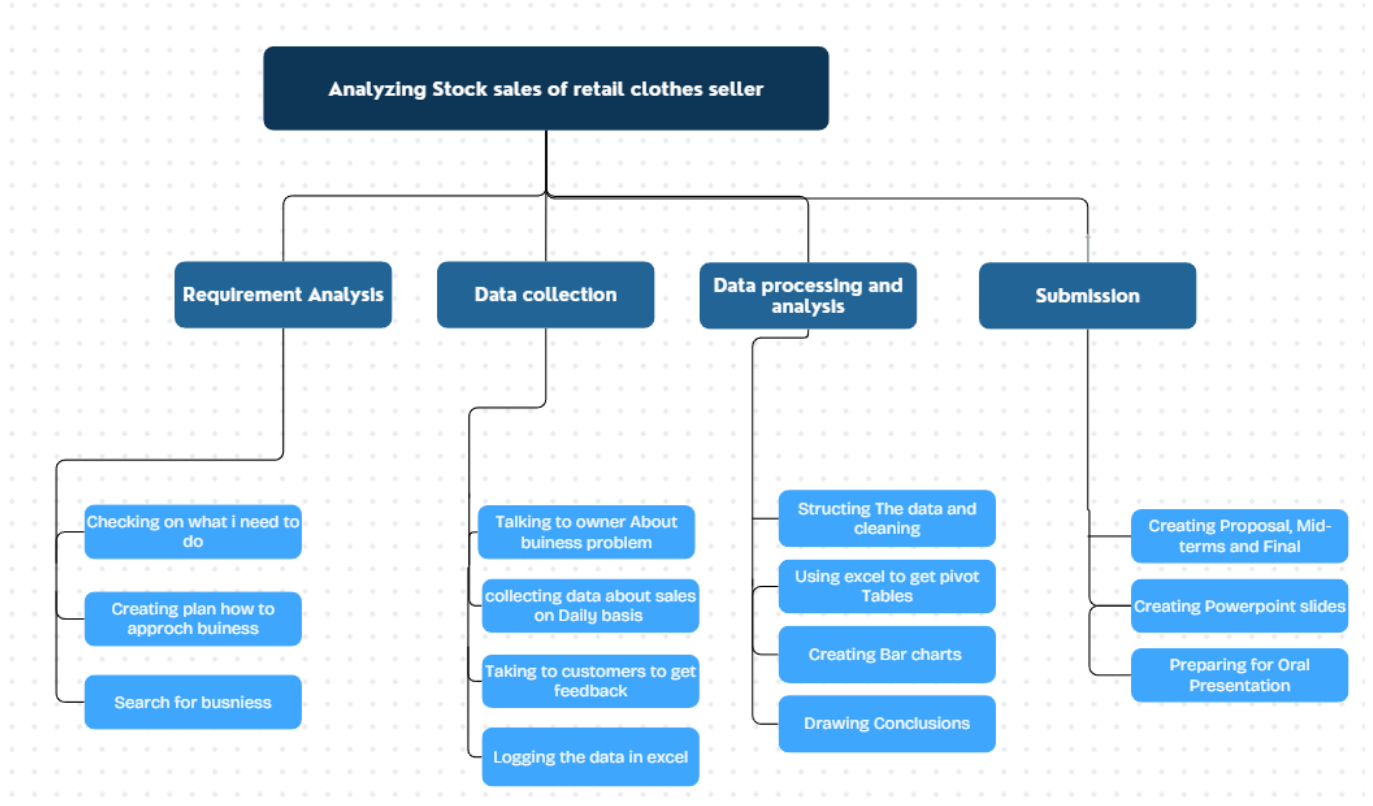 Analyzing Stock sales of retail clothes seller
Requirement Analysis
Data collection
Data processing and
analysis
Submission
Checking on what i need to
do
Creating plan how to
approch buiness
Search for busniess
Talking to owner About
buiness problem
collecting data about sales
on Daily basis
Taking to customers to get
feedback
Logging the data in excel
Structing The data and
cleaning
Using excel to get pivot
Tables
Creating Bar charts
Drawing Conclusions
Creating Proposal, Mid-
terms and Final
Creating Powerpoint slides
Preparing for Oral
Presentation